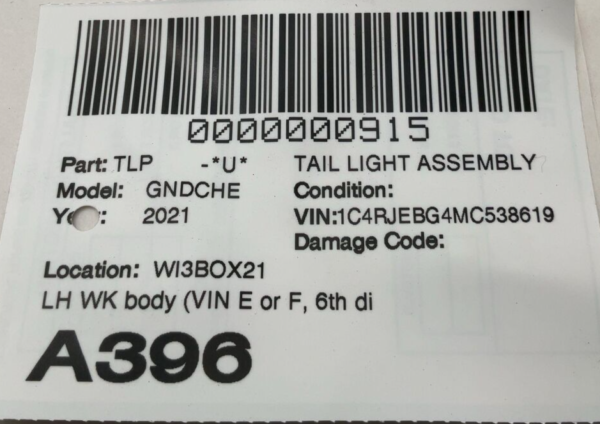 0000000915
Part: TLP -*U* TAIL LIGHT ASSEMBLY
Model: GNDCHE Condition:
2021 VIN:1C4RJEBG4MC538619
Damage Code:
Location: WI3BOX21
LH WK body (VIN E or F, 6th di
A396